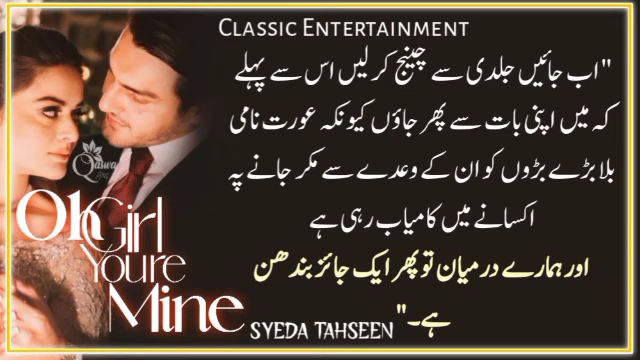 CLASSIC ENTERTAINMENT
"اب جائیں جلدی سے چینج کر لیں اس سے پہلے
کہ میں اپنی بات سے پھر جاؤں کیونکہ عورت نامی
بلا بڑے بڑوں کو ان کے وعدے سے مکر جانے پہ
اکسانے میں کامیاب رہی ہے
اور ہمارے درمیان تو پھر ایک جائز بندھن
ہے۔"
Qaswa
Oh Girl
You're
Mine
SYEDA TAHSEEN